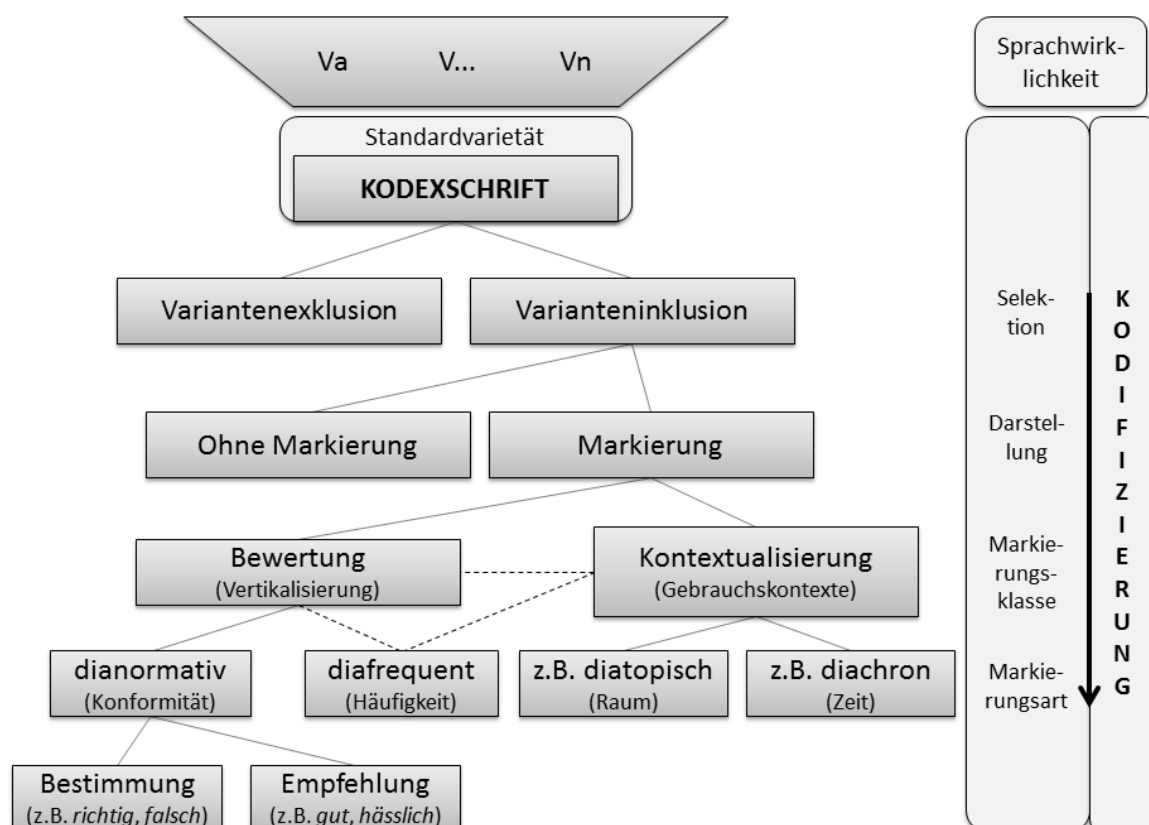 Va V... Vn
Standardvarietät
KODEXSCHRIFT
Variantenexklusion
Varianteninklusion
Ohne Markierung
Markierung
Bewertung
(Vertikalisierung)
Kontextualisierung
(Gebrauchskontexte)
dianormativ
(Konformität)
diafrequent
(Häufigkeit)
z.B. diatopisch
(Raum)
z.B. diachron
(Zeit)
Bestimmung
(z.B. richtig, falsch)
Empfehlung
(z.B. gut, hässlich)
Sprachwirk-
lichkeit
Selek-
tion
Darstel-
lung
Markie-
rungs-
klasse
Markie-
rungsart
K
O
D
I
F
I
Z
I
E
R
U
N
G